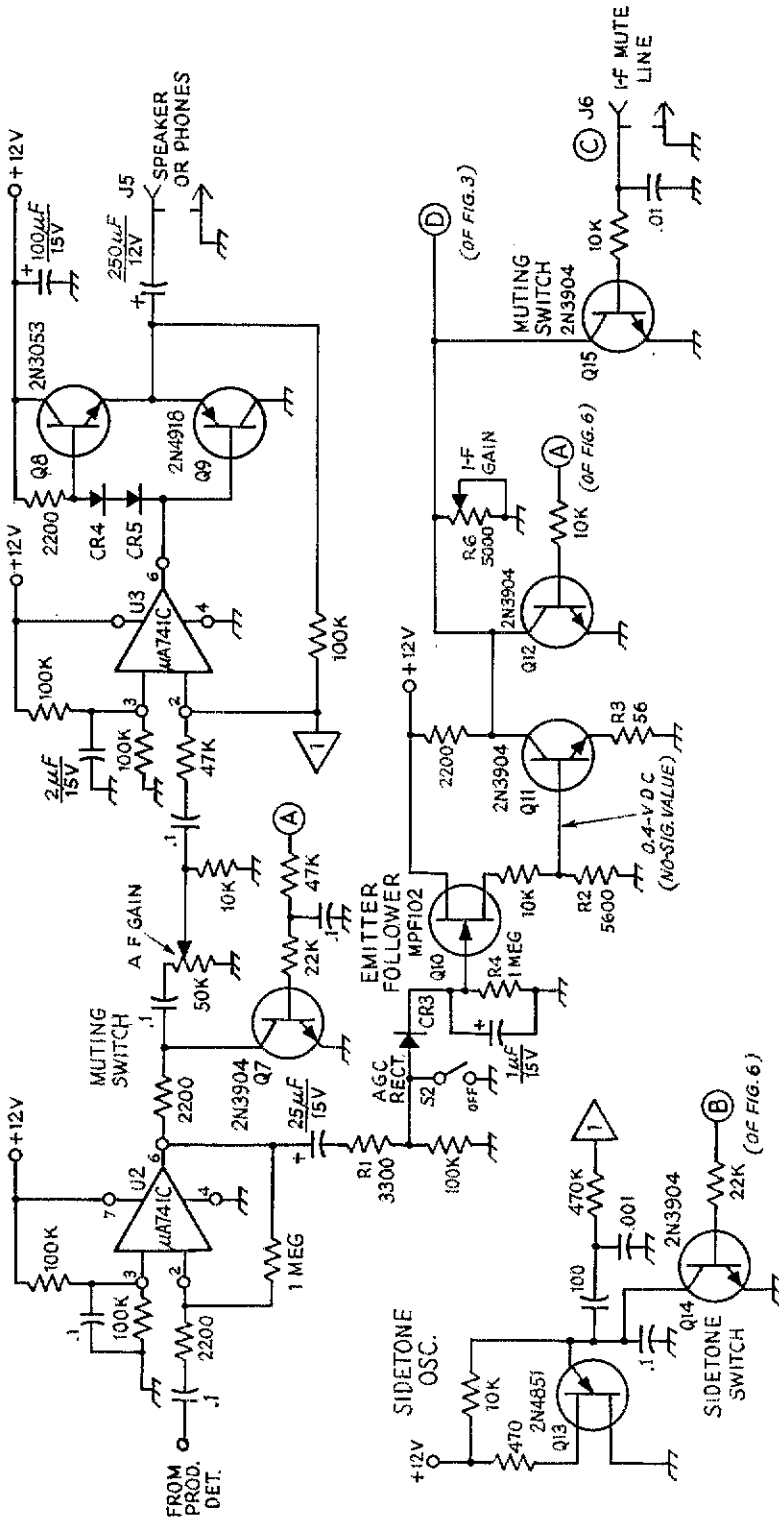 FROM
PROD.
DET.
.1
2200
.1
100K
100K
+12V
3
2
7
6
4
U2
µA741C
1 MEG
2200
MUTING
SWITCH
.1
A F GAIN
50K
10K
2N3904
Q7
22K
47K
.1
A
.1
47K
2µF
15V
100K
100K
+12V
3
2
U3
6
4
µA741C
2200
CR4
CR5
Q8
2N3053
2N4918
Q9
+12V
+
100µF
15V
250µF
12V
+
J5
SPEAKER
OR PHONES
100K
1
+
25µF
15V
R1
3300
100K
AGC
RECT.
S2
OFF
CR3
+
1µF
15V
R4
1 MEG
EMITTER
FOLLOWER
MPF102
Q10
+12V
10K
R2
5600
0.4-V DC
(NO-SIG. VALUE)
2200
2N3904
Q11
R3
56
Q12
2N3904
10K
A
(OF FIG. 6)
R6
5000
I-F
GAIN
D
(OF FIG. 3)
MUTING
SWITCH
2N3904
Q15
10K
.01
C
J6
I-F MUTE
LINE
SIDETONE
OSC.
+12V
10K
470
2N4851
Q13
100
470K
1
.001
.1
2N3904
Q14
22K
B
(OF FIG. 6)
SIDETONE
SWITCH